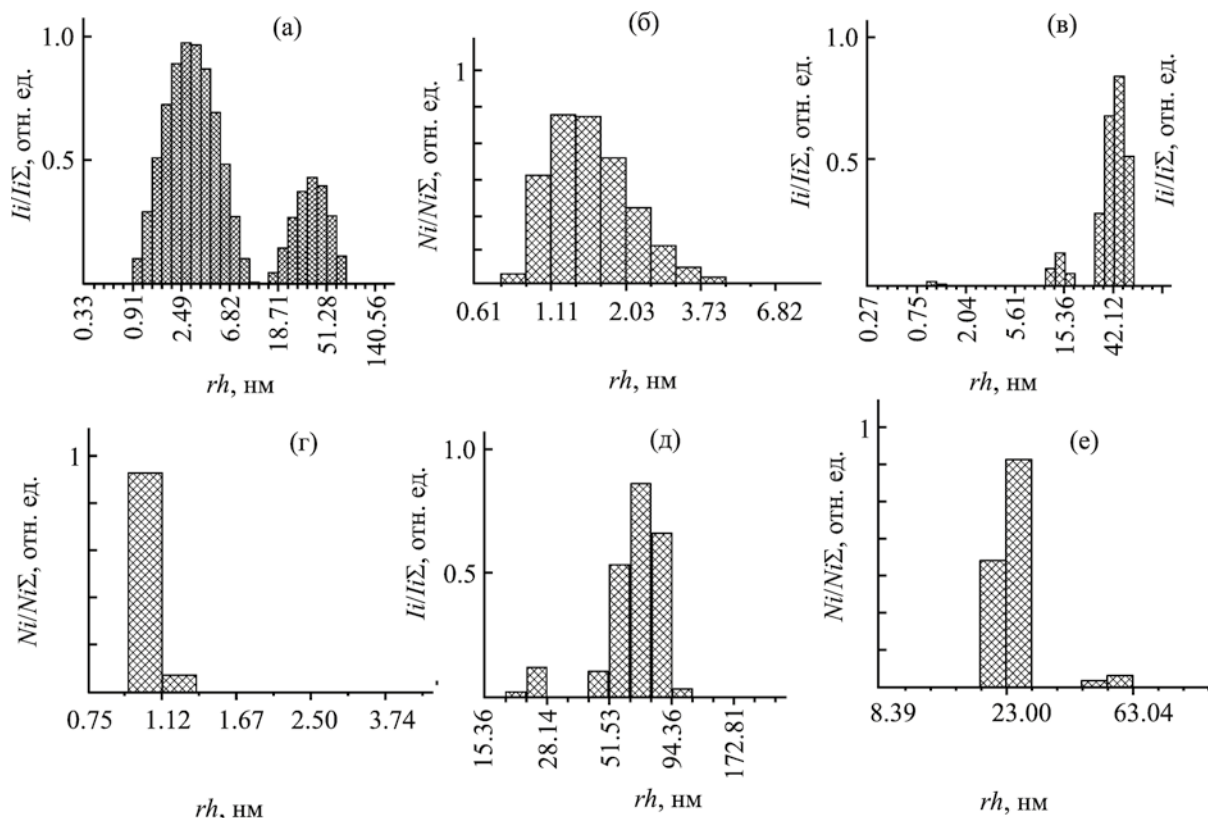 (а)
1.0
0.5
Ii/IiΣ, отн. ед.
0.33 0.91 2.49 6.82 18.71 51.28 140.56
rh, нм
(б)
1
Ni/NiΣ, отн. ед.
0.61 1.11 2.03 3.73 6.82
rh, нм
(в)
1.0
0.5
Ii/IiΣ, отн. ед.
Ii/IiΣ, отн. ед.
0.27 0.75 2.04 5.61 15.36 42.12
rh, нм
(г)
1
Ni/NiΣ, отн. ед.
0.75 1.12 1.67 2.50 3.74
rh, нм
(д)
1.0
0.5
Ii/IiΣ, отн. ед.
15.36 28.14 51.53 94.36 172.81
rh, нм
(е)
1
Ni/NiΣ, отн. ед.
8.39 23.00 63.04
rh, нм